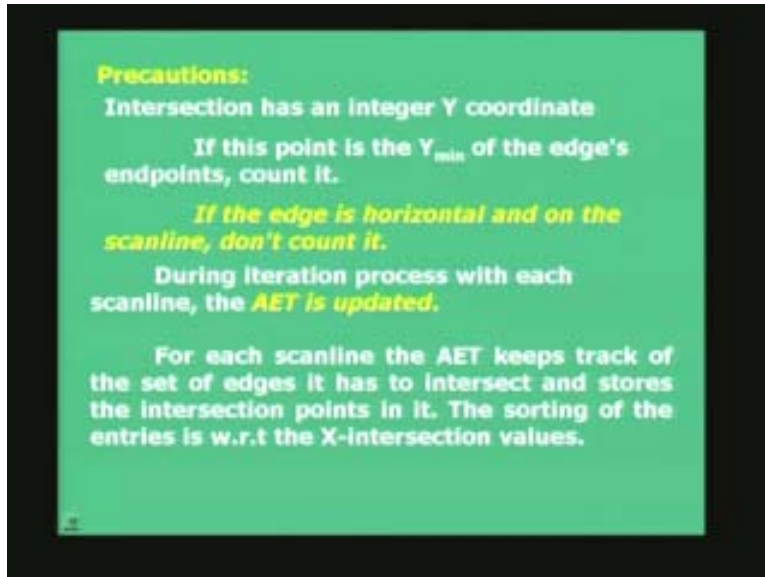 Precautions:
Intersection has an integer Y coordinate
If this point is the Ymin of the edge's
endpoints, count it.
If the edge is horizontal and on the
scanline, don't count it.
During iteration process with each
scanline, the AET is updated.
For each scanline the AET keeps track of
the set of edges it has to intersect and stores
the intersection points in it. The sorting of the
entries is w.r.t the X-intersection values.